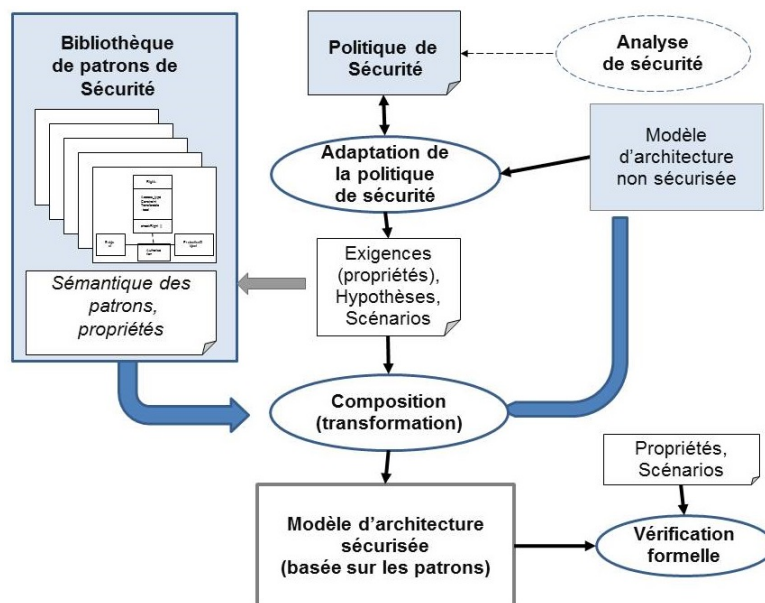 Bibliothèque
de patrons de
Sécurité
Sémantique des
patrons,
propriétés
Politique de
Sécurité
Analyse
de sécurité
Adaptation de
la politique
de sécurité
Modèle
d'architecture
non sécurisée
Exigences
(propriétés),
Hypothèses,
Scénarios
Composition
(transformation)
Propriétés,
Scénarios
Modèle d'architecture
sécurisée
(basée sur les patrons)
Vérification
formelle